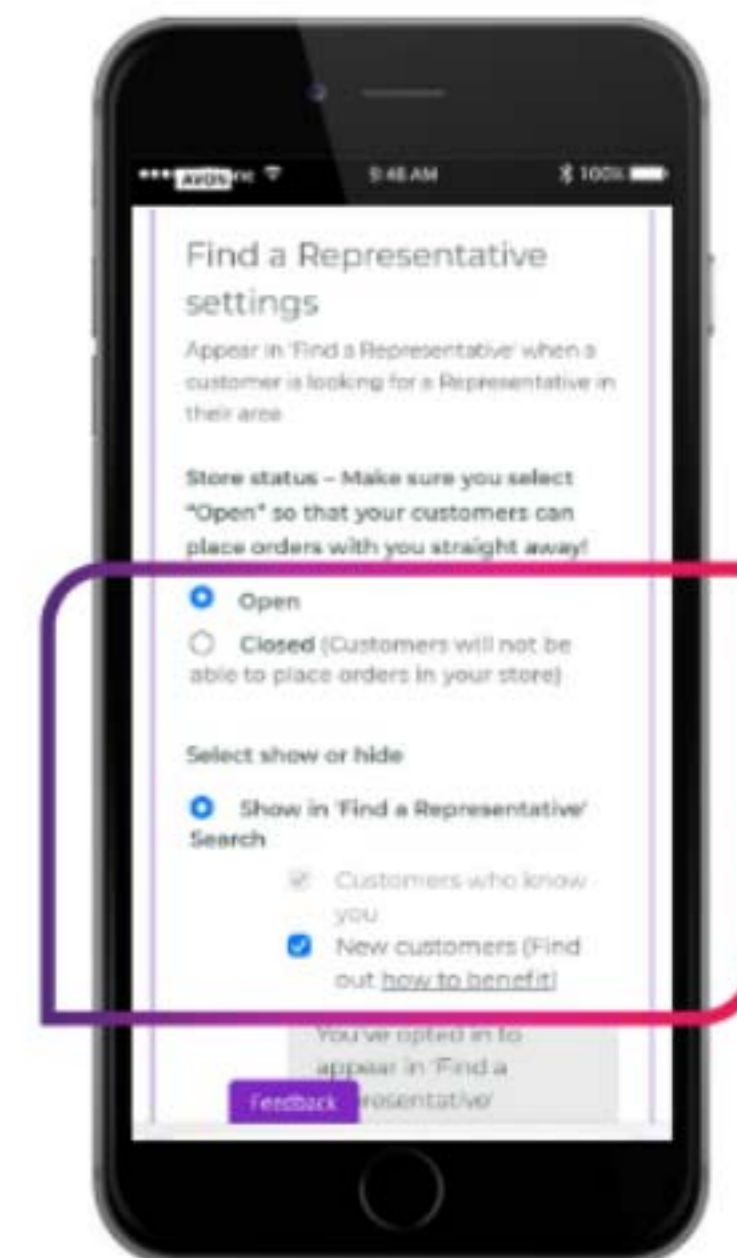 AVON ne 9:48 AM 100%
Find a Representative
settings
Appear in 'Find a Representative' when a
customer is looking for a Representative in
their area
Store status – Make sure you select
"Open" so that your customers can
place orders with you straight away!
Open
Closed (Customers will not be
able to place orders in your store)
Select show or hide
Show in 'Find a Representative'
Search
Customers who know
you
New customers (Find
out how to benefit)
You've opted in to
appear in 'Find a
resentative'
Feedback